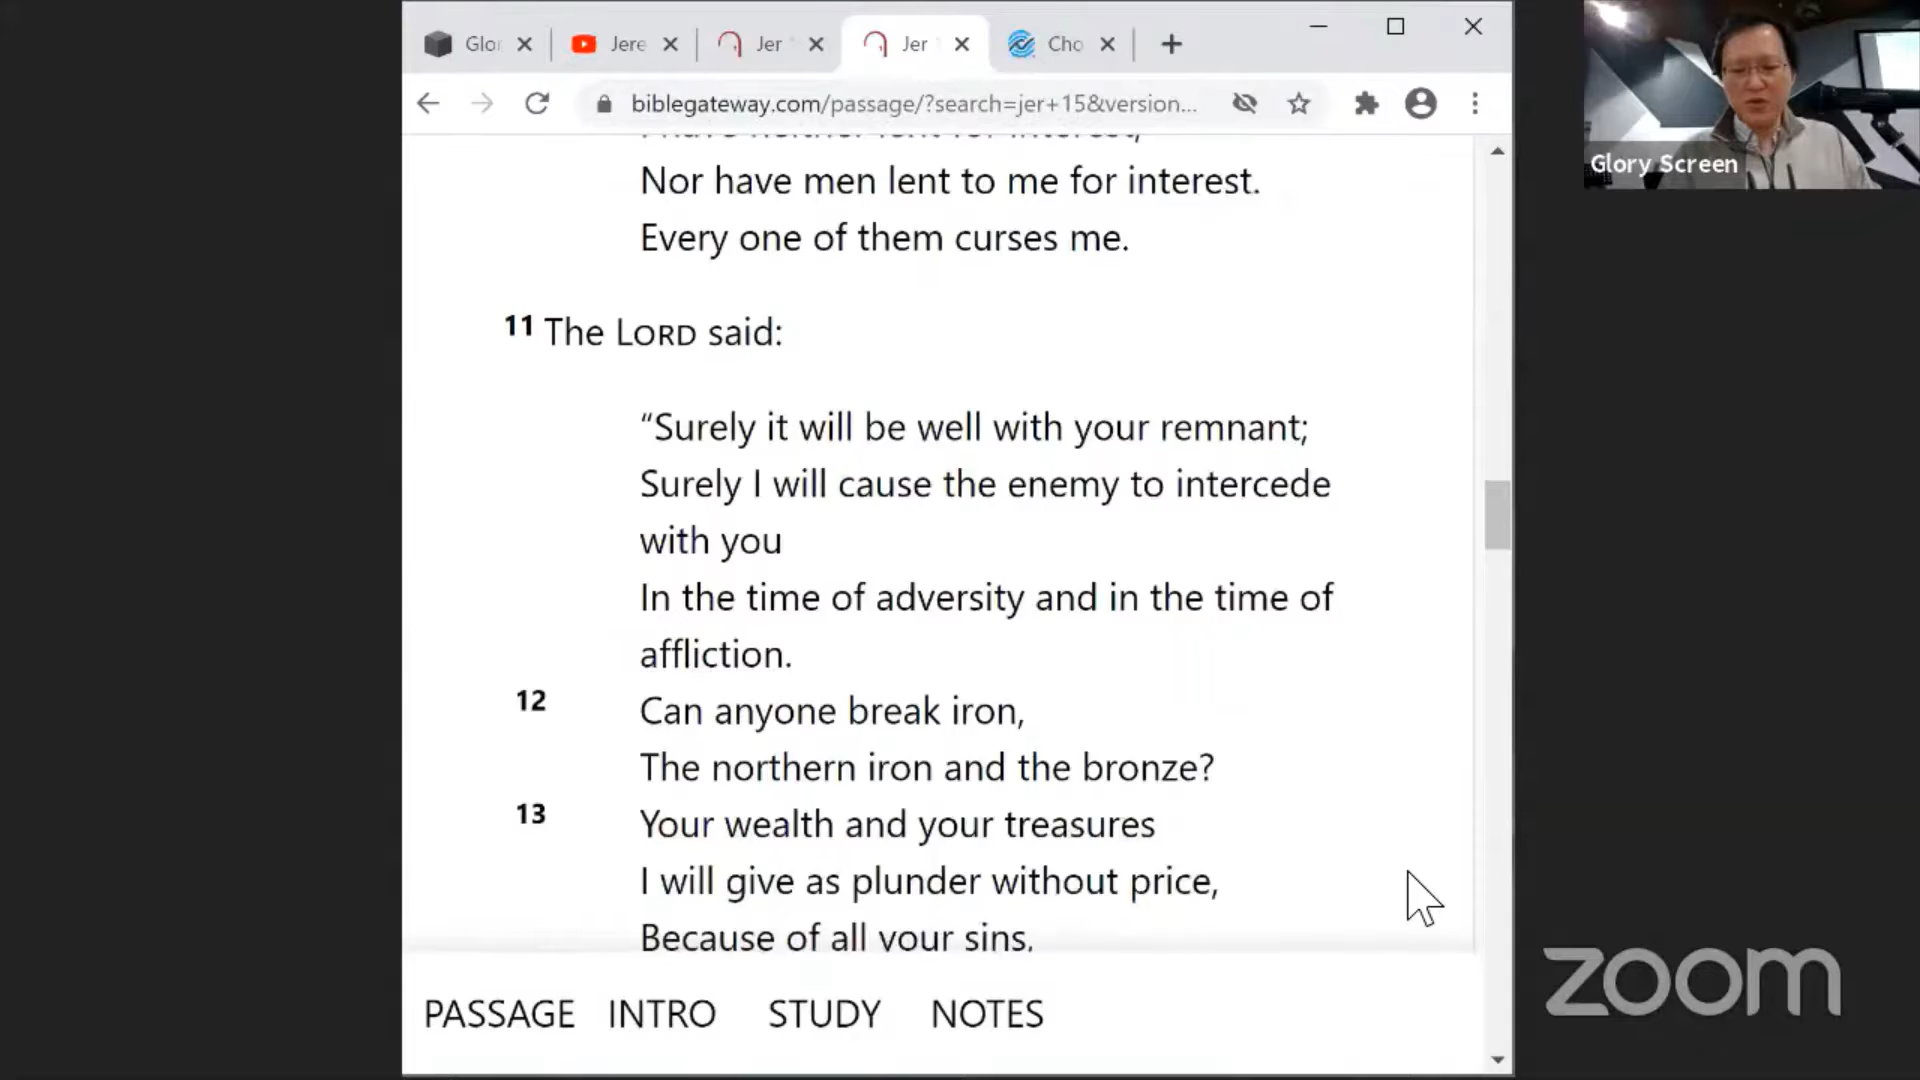 Glor
Jere
Jer
Jer
Cho
biblegateway.com/passage/?search=jer+15&version...
Nor have men lent to me for interest.
Every one of them curses me.
11 The LORD said:
“Surely it will be well with your remnant;
Surely I will cause the enemy to intercede
with you
In the time of adversity and in the time of
affliction.
12 Can anyone break iron,
The northern iron and the bronze?
13 Your wealth and your treasures
I will give as plunder without price,
Because of all your sins,
PASSAGE INTRO STUDY NOTES
Glory Screen
zoom